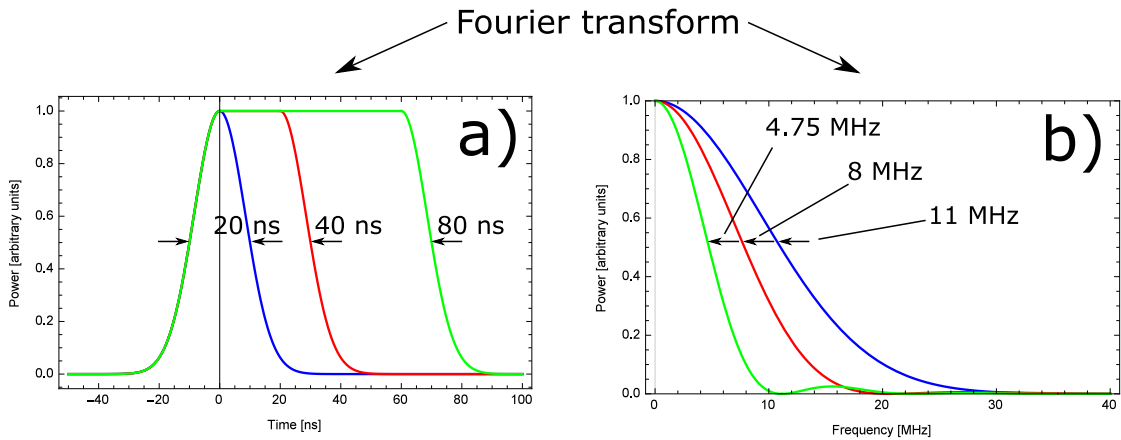 Fourier transform
a)
Power [arbitrary units]
1.0
0.8
0.6
0.4
0.2
0.0
20 ns
40 ns
80 ns
−40
−20
0
20
40
60
80
100
Time [ns]
b)
Power [arbitrary units]
1.0
0.8
0.6
0.4
0.2
0.0
4.75 MHz
8 MHz
11 MHz
0
10
20
30
40
Frequency [MHz]